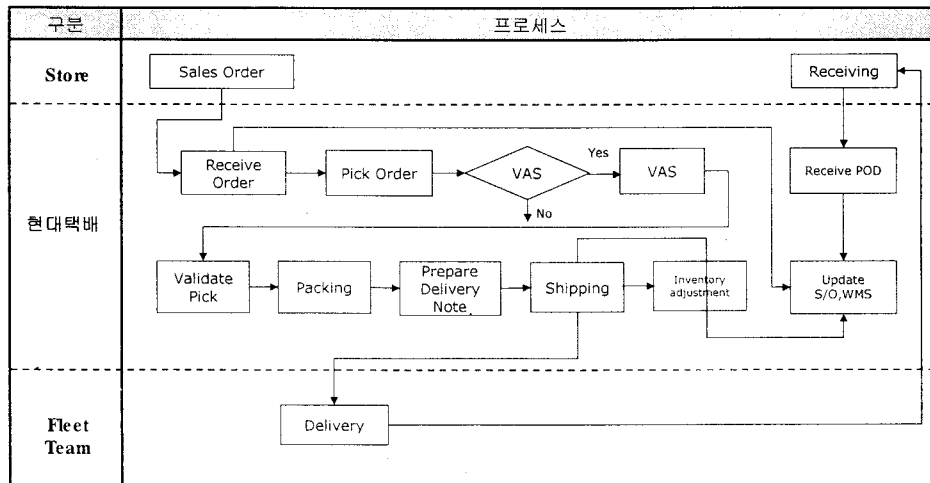 구분
프로세스
Store
Sales Order
Receiving
현대택배
Receive
Order
Pick Order
VAS
Yes
No
VAS
Receive POD
Validate
Pick
Packing
Prepare
Delivery
Note
Shipping
Inventory
adjustment
Update
S/O,WMS
Fleet
Team
Delivery